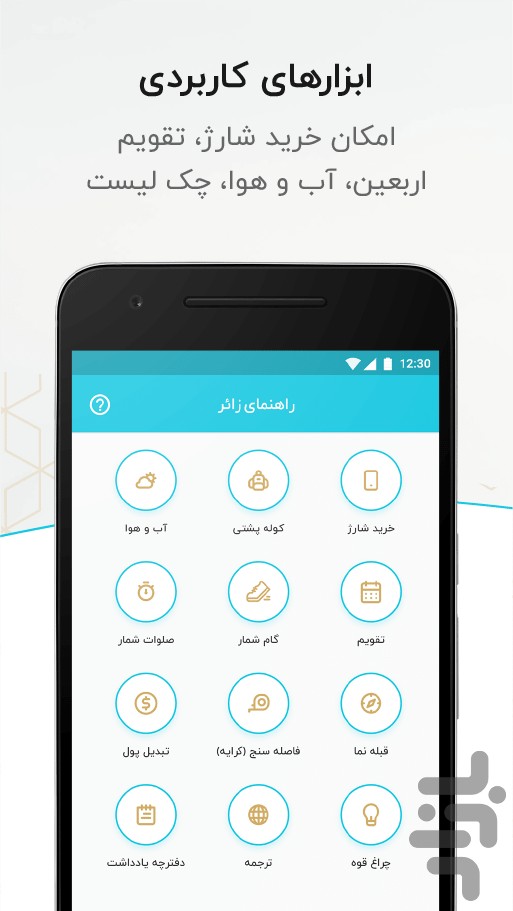 ابزارهای کاربردی
امکان خرید شارژ، تقویم
اربعین، آب و هوا، چک لیست
12:30
راهنمای زائر
خرید شارژ
کوله پشتی
آب و هوا
تقویم
گام شمار
صلوات شمار
قبله نما
فاصله سنج (کرایه)
تبدیل پول
چراغ قوه
ترجمه
دفترچه یادداشت
بازار